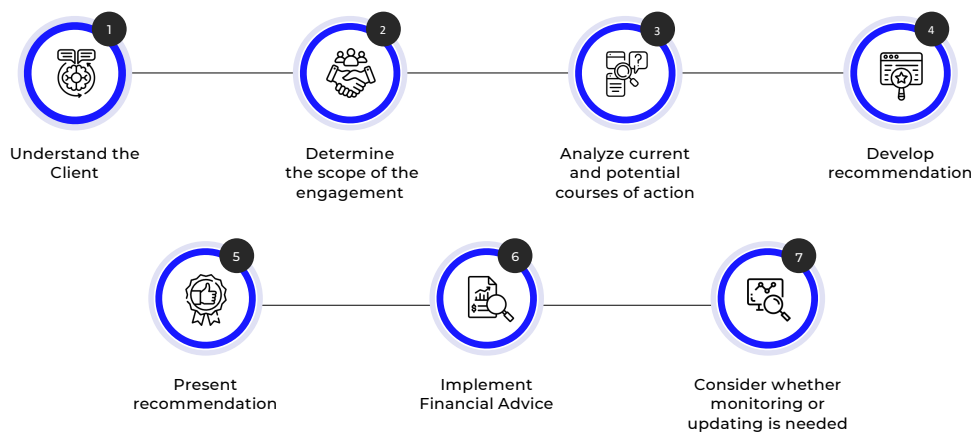 1
Understand the
Client
2
Determine
the scope of the
engagement
3
Analyze current
and potential
courses of action
4
Develop
recommendation
5
Present
recommendation
6
Implement
Financial Advice
7
Consider whether
monitoring or
updating is needed